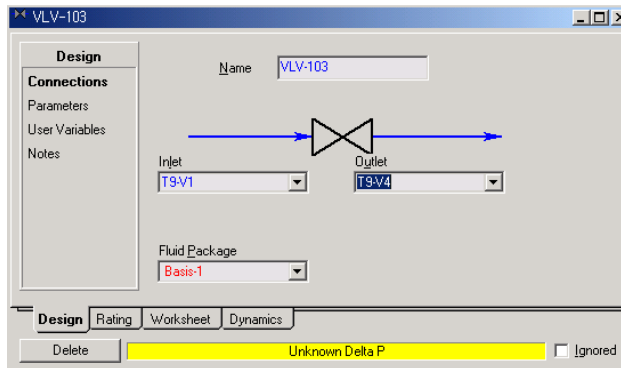 VLV-103
Design
Connections
Parameters
User Variables
Notes
Name VLV-103
Inlet Outlet
T9-V1 T9-V4
Fluid Package
Basis-1
Design Rating Worksheet Dynamics
Delete Unknown Delta P Ignored